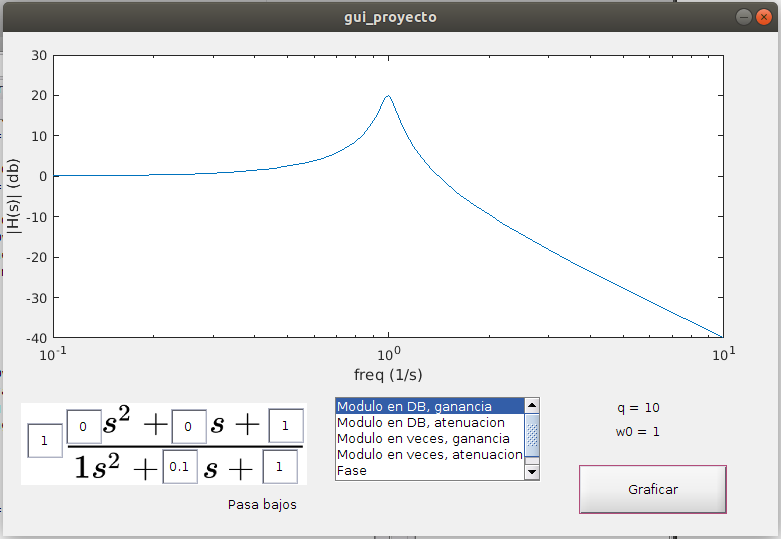 gui_proyecto
30
20
10
0
-10
-20
-30
-40
|H(s)| (db)
10^-1
10^0
10^1
freq (1/s)
1
0 s^2 + 0 s + 1
1s^2 + 0.1 s + 1
Pasa bajos
Modulo en DB, ganancia
Modulo en DB, atenuacion
Modulo en veces, ganancia
Modulo en veces, atenuacion
Fase
q = 10
w0 = 1
Graficar